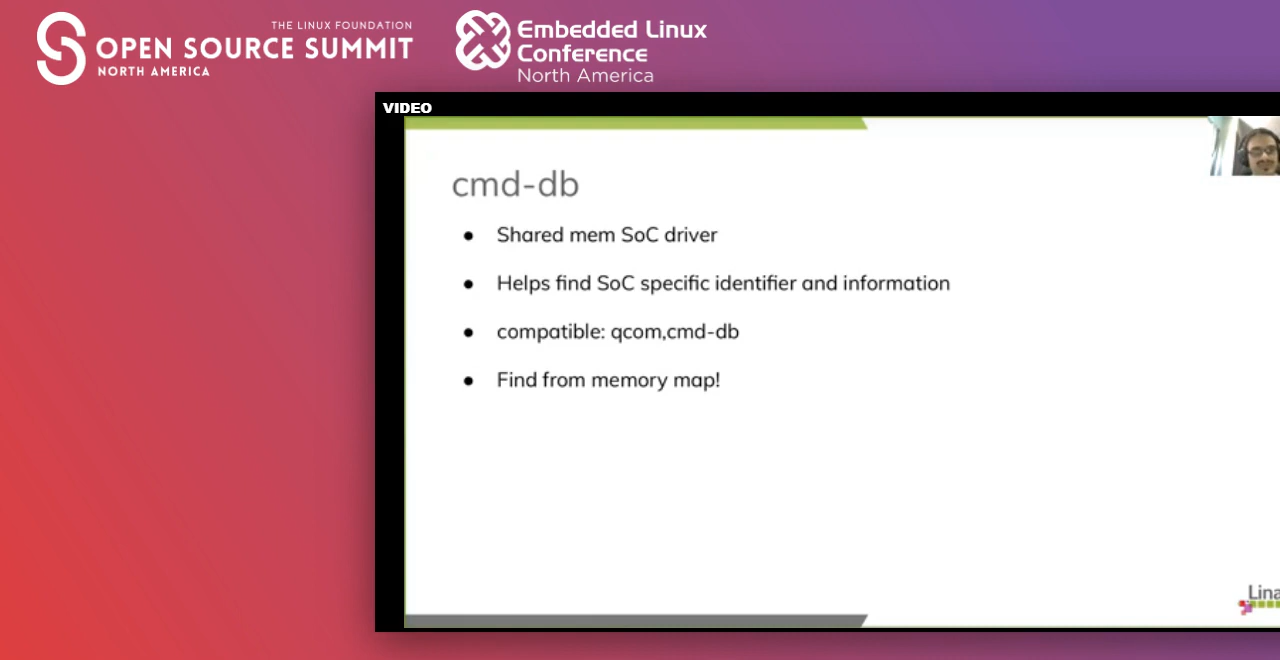 THE LINUX FOUNDATION
OPEN SOURCE SUMMIT
NORTH AMERICA
Embedded Linux
Conference
North America
VIDEO
cmd-db
● Shared mem SoC driver
● Helps find SoC specific identifier and information
● compatible: qcom,cmd-db
● Find from memory map!
Lina